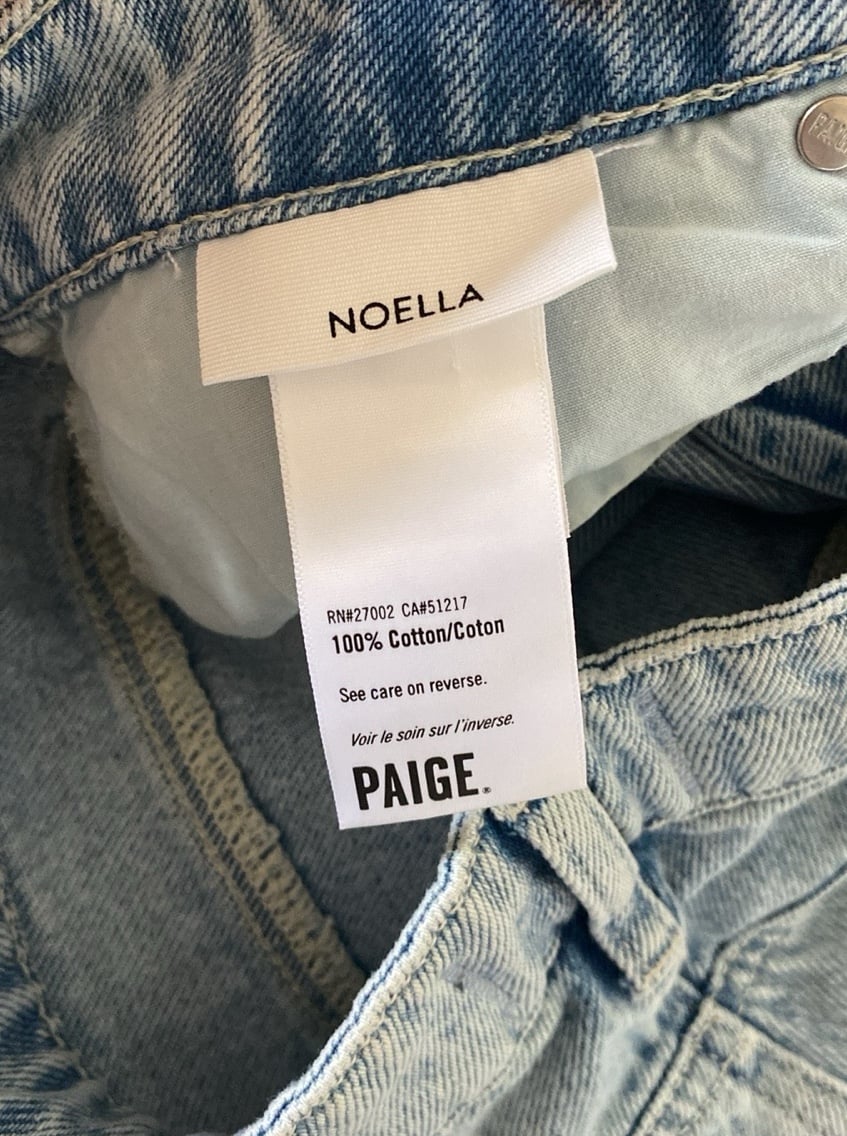 NOELLA
RN#27002 CA#51217
100% Cotton/Coton
See care on reverse.
Voir le soin sur l'inverse.
PAIGE®